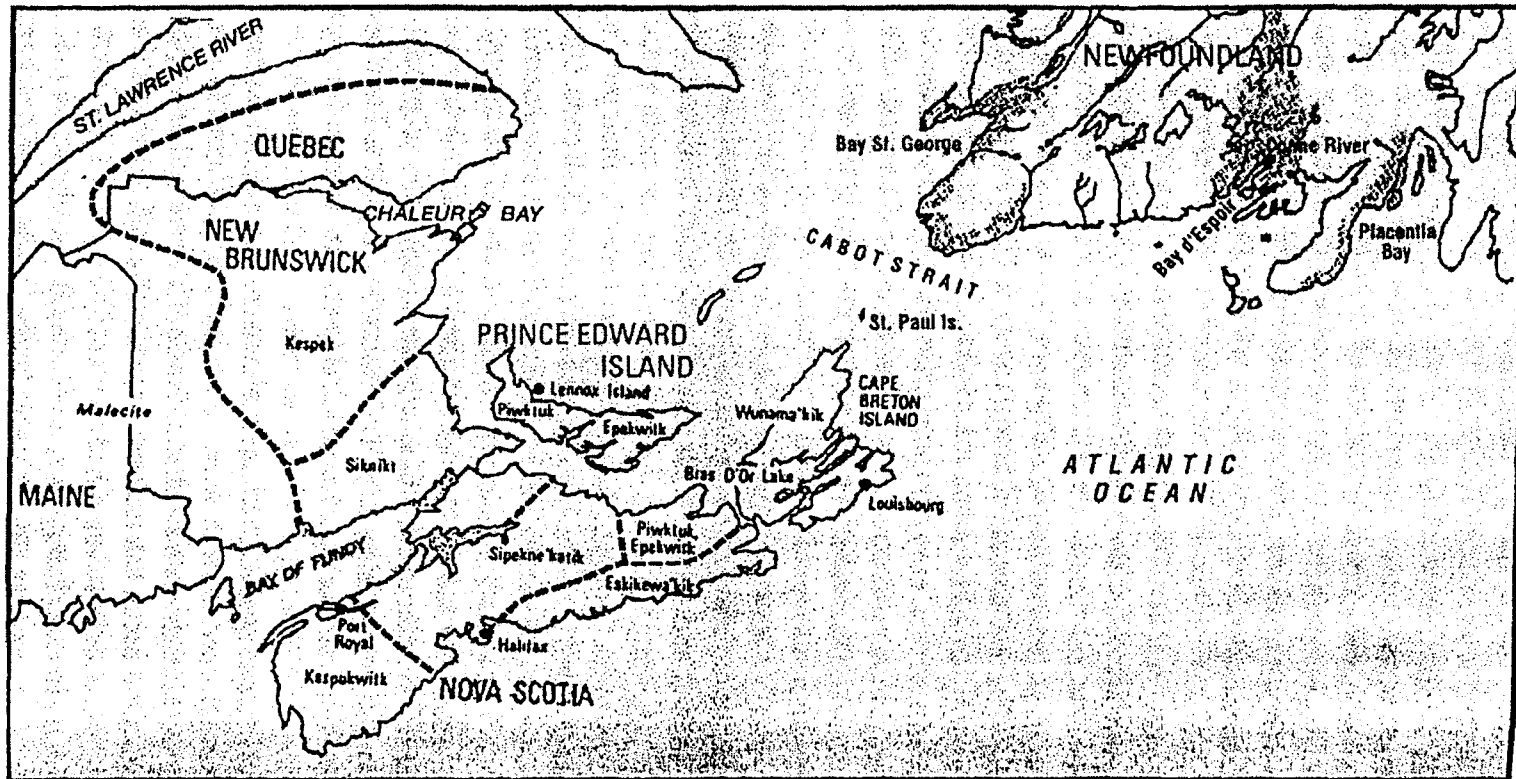 ST. LAWRENCE RIVER
QUEBEC
CHALEUR BAY
NEW
BRUNSWICK
Kespek
Malecite
MAINE
Siknikt
BAY OF FUNDY
PRINCE EDWARD
ISLAND
Lennox Island
Piwktuk
Epekwitk
Wunama'kik
CAPE
BRETON
ISLAND
Bras D'Or Lake
Louisbourg
Piwktuk,
Epekwitk
Sipekne'katik
Eskikewa'kik
Halifax
Port
Royal
Kespukwitk
NOVA SCOTIA
NEWFOUNDLAND
Bay St. George
Conne River
Bay d'Espoir
Placentia
Bay
CABOT STRAIT
St. Paul Is.
ATLANTIC
OCEAN